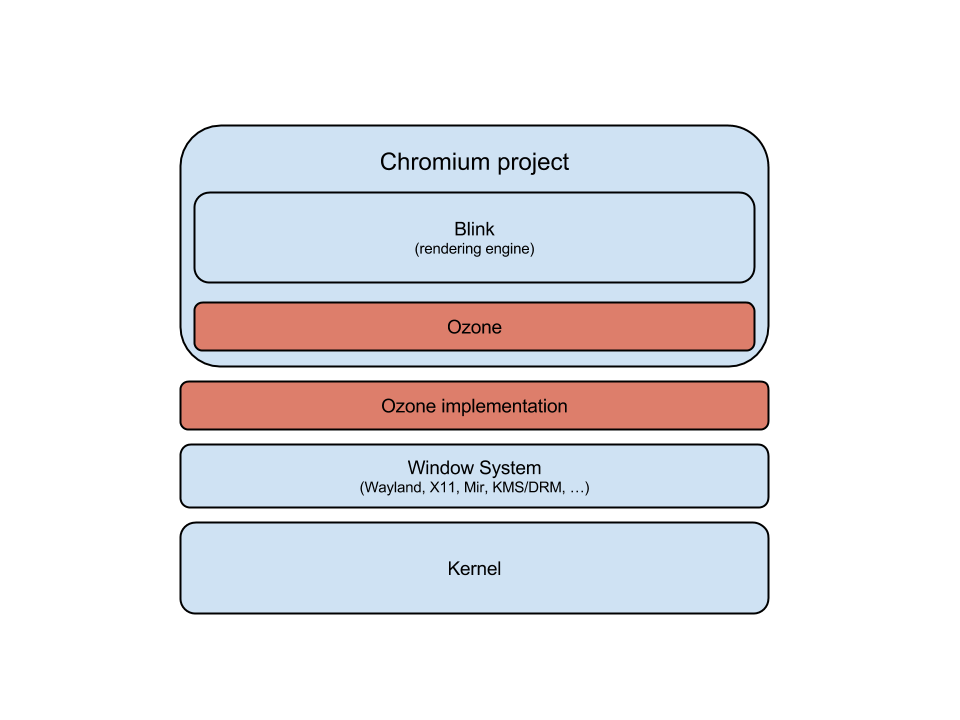 Chromium project
Blink
(rendering engine)
Ozone
Ozone implementation
Window System
(Wayland, X11, Mir, KMS/DRM, …)
Kernel